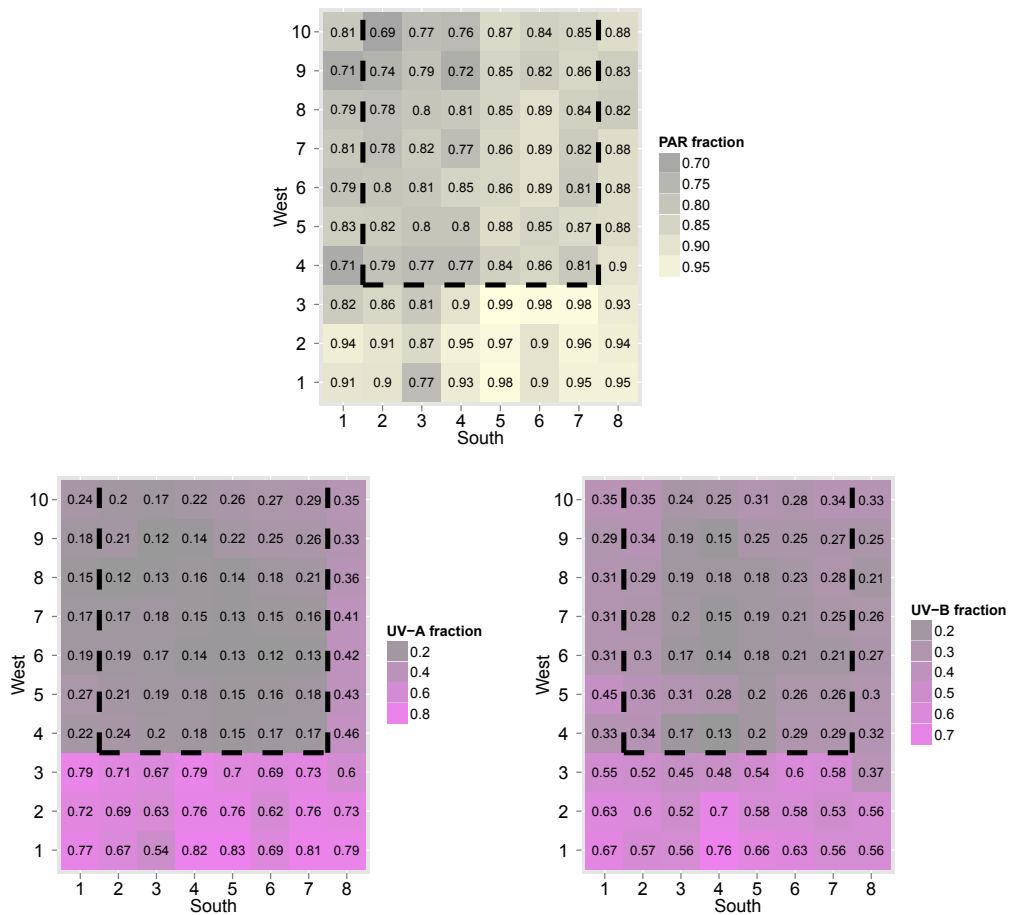 10 0.81 0.69 0.77 0.76 0.87 0.84 0.85 0.88
9 0.71 0.74 0.79 0.72 0.85 0.82 0.86 0.83
8 0.79 0.78 0.8 0.81 0.85 0.89 0.84 0.82
7 0.81 0.78 0.82 0.77 0.86 0.89 0.82 0.88
6 0.79 0.8 0.81 0.85 0.86 0.89 0.81 0.88
5 0.83 0.82 0.8 0.8 0.88 0.85 0.87 0.88
4 0.71 0.79 0.77 0.77 0.84 0.86 0.81 0.9
3 0.82 0.86 0.81 0.9 0.99 0.98 0.98 0.93
2 0.94 0.91 0.87 0.95 0.97 0.9 0.96 0.94
1 0.91 0.9 0.77 0.93 0.98 0.9 0.95 0.95
1 2 3 4 5 6 7 8
South
West
PAR fraction
0.70
0.75
0.80
0.85
0.90
0.95
10 0.24 0.2 0.17 0.22 0.26 0.27 0.29 0.35
9 0.18 0.21 0.12 0.14 0.22 0.25 0.26 0.33
8 0.15 0.12 0.13 0.16 0.14 0.18 0.21 0.36
7 0.17 0.17 0.18 0.15 0.13 0.15 0.16 0.41
6 0.19 0.19 0.17 0.14 0.13 0.12 0.13 0.42
5 0.27 0.21 0.19 0.18 0.15 0.16 0.18 0.43
4 0.22 0.24 0.2 0.18 0.15 0.17 0.17 0.46
3 0.79 0.71 0.67 0.79 0.7 0.69 0.73 0.6
2 0.72 0.69 0.63 0.76 0.76 0.62 0.76 0.73
1 0.77 0.67 0.54 0.82 0.83 0.69 0.81 0.79
1 2 3 4 5 6 7 8
South
West
UV−A fraction
0.2
0.4
0.6
0.8
10 0.35 0.35 0.24 0.25 0.31 0.28 0.34 0.33
9 0.29 0.34 0.19 0.15 0.25 0.25 0.27 0.25
8 0.31 0.29 0.19 0.18 0.18 0.23 0.28 0.21
7 0.31 0.28 0.2 0.15 0.19 0.21 0.25 0.26
6 0.31 0.3 0.17 0.14 0.18 0.21 0.21 0.27
5 0.45 0.36 0.31 0.28 0.2 0.26 0.26 0.3
4 0.33 0.34 0.17 0.13 0.2 0.29 0.29 0.32
3 0.55 0.52 0.45 0.48 0.54 0.6 0.58 0.37
2 0.63 0.6 0.52 0.7 0.58 0.58 0.53 0.56
1 0.67 0.57 0.56 0.76 0.66 0.63 0.56 0.56
1 2 3 4 5 6 7 8
South
West
UV−B fraction
0.2
0.3
0.4
0.5
0.6
0.7